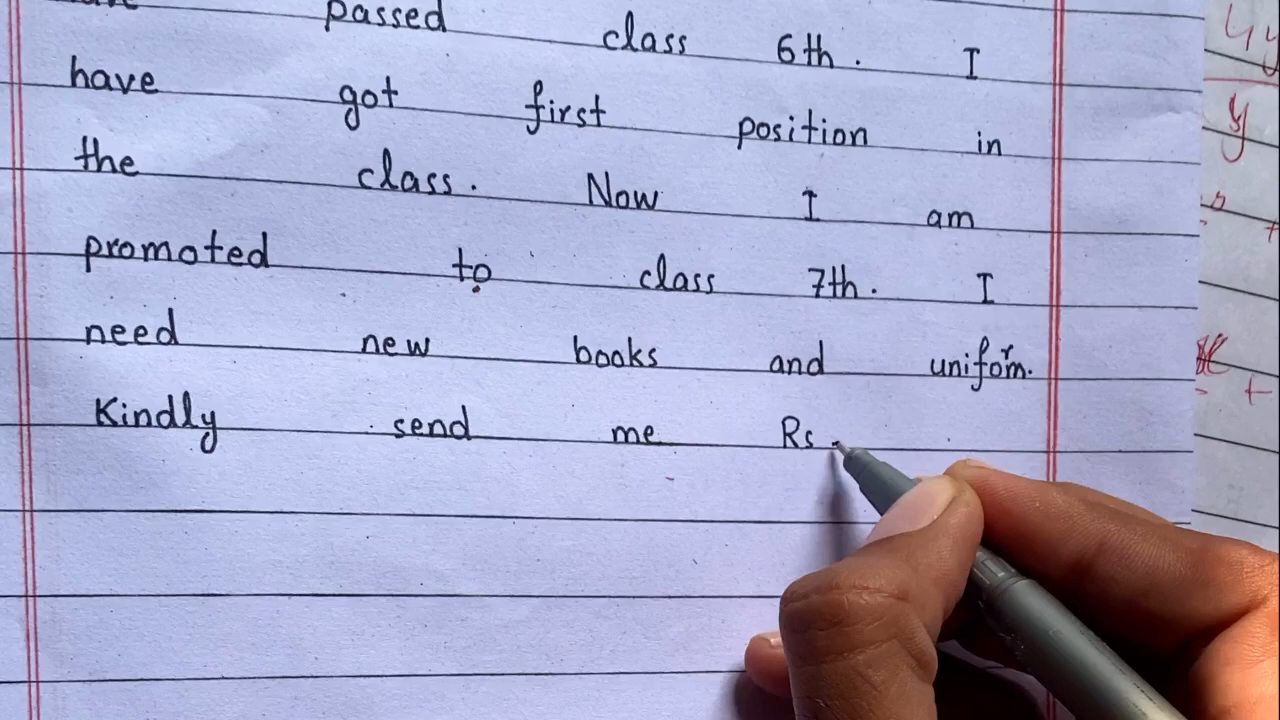 passed class 6th. I
have got first position in
the class. Now I am
promoted to class 7th. I
need new books and uniform.
Kindly send me Rs